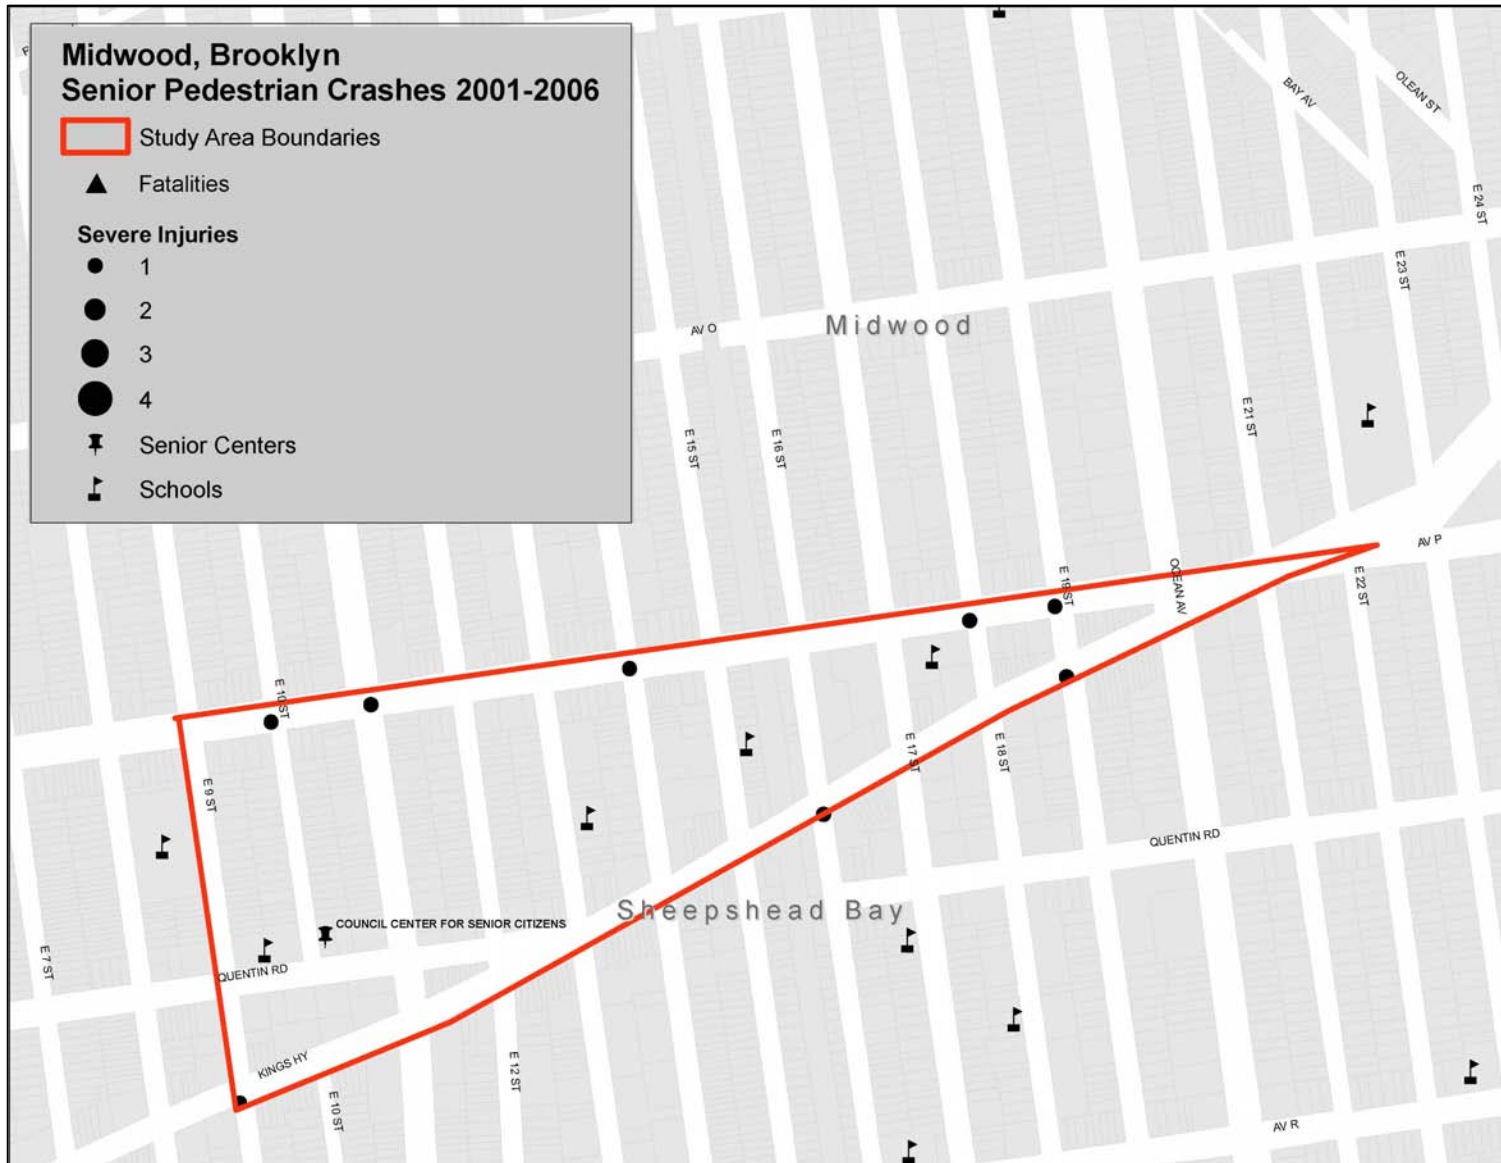 Midwood, Brooklyn
Senior Pedestrian Crashes 2001-2006
Study Area Boundaries
Fatalities
Severe Injuries
1
2
3
4
Senior Centers
Schools
BAY AV
OLEAN ST
E 24 ST
E 23 ST
AV O
Midwood
E 15 ST
E 16 ST
E 21 ST
AV P
E 22 ST
OCEAN AV
E 19 ST
E 10 ST
E 9 ST
E 17 ST
E 18 ST
QUENTIN RD
Sheepshead Bay
COUNCIL CENTER FOR SENIOR CITIZENS
E 7 ST
QUENTIN RD
KINGS HY
E 12 ST
E 10 ST
AV R